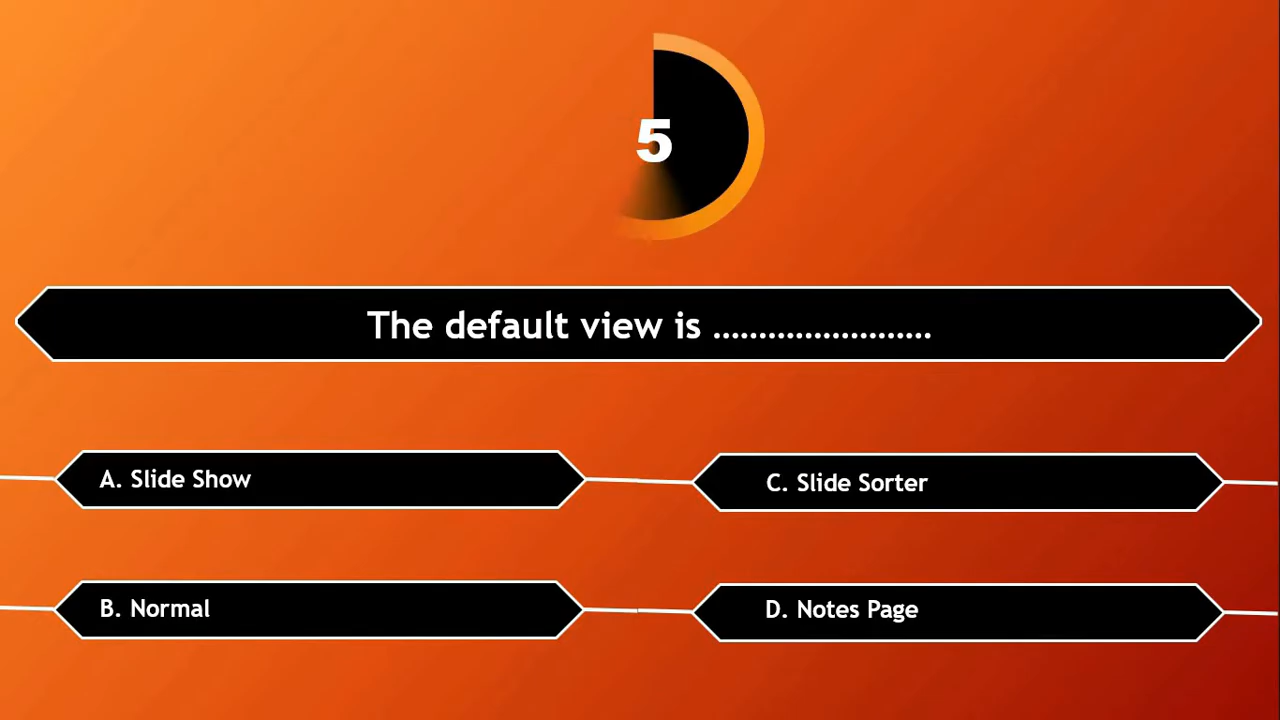 5
The default view is ........................
A. Slide Show
C. Slide Sorter
B. Normal
D. Notes Page